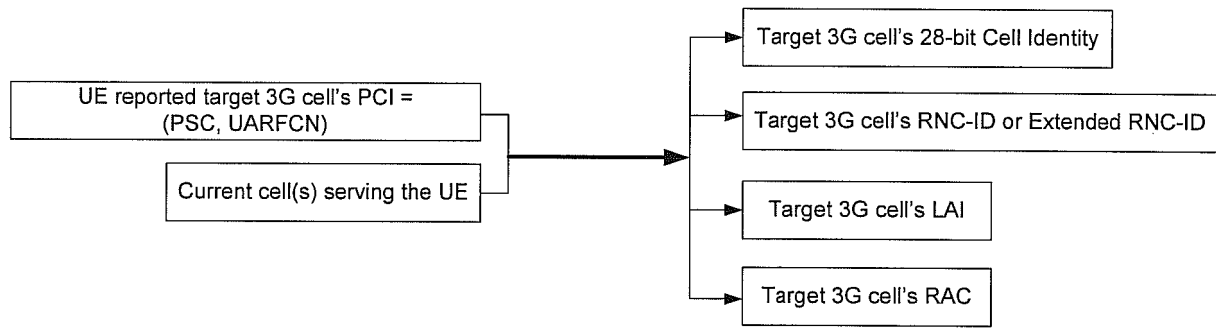 UE reported target 3G cell's PCI =
(PSC, UARFCN)
Current cell(s) serving the UE
Target 3G cell's 28-bit Cell Identity
Target 3G cell's RNC-ID or Extended RNC-ID
Target 3G cell's LAI
Target 3G cell's RAC